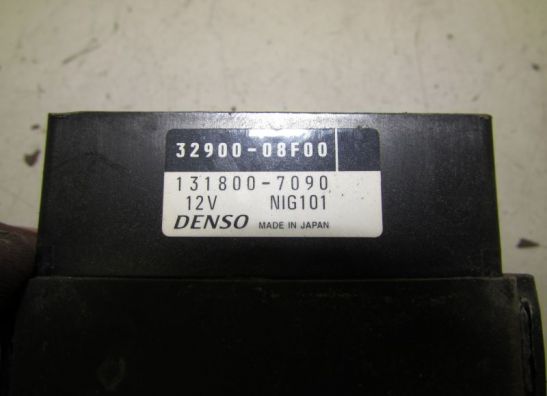 32900-08F00
131800-7090
12V NIG101
DENSO MADE IN JAPAN